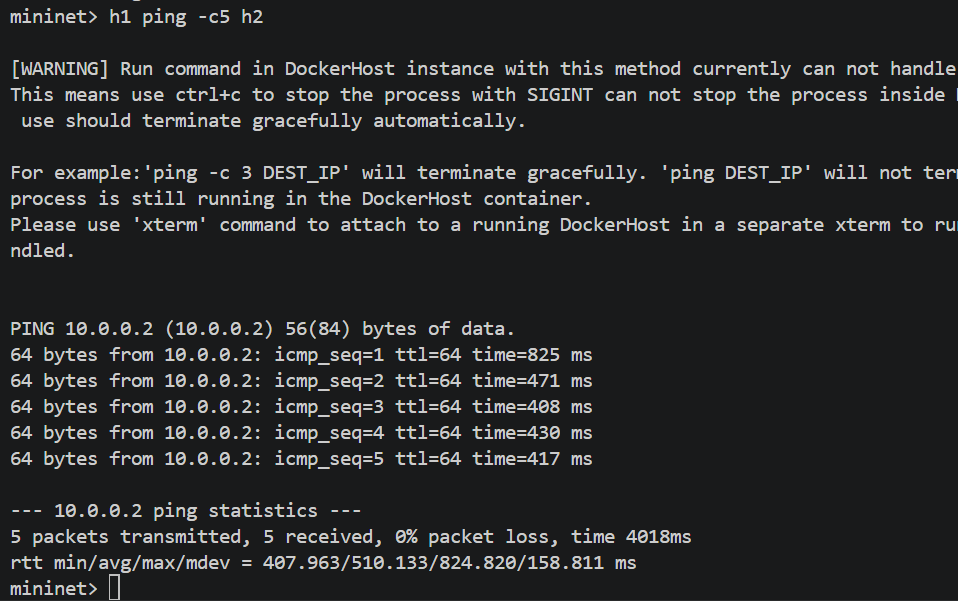 mininet> h1 ping -c5 h2
[WARNING] Run command in DockerHost instance with this method currently can not handle
This means use ctrl+c to stop the process with SIGINT can not stop the process inside
use should terminate gracefully automatically.
For example:'ping -c 3 DEST_IP' will terminate gracefully. 'ping DEST_IP' will not
process is still running in the DockerHost container.
Please use 'xterm' command to attach to a running DockerHost in a separate xterm to
ndled.
PING 10.0.0.2 (10.0.0.2) 56(84) bytes of data.
64 bytes from 10.0.0.2: icmp_seq=1 ttl=64 time=825 ms
64 bytes from 10.0.0.2: icmp_seq=2 ttl=64 time=471 ms
64 bytes from 10.0.0.2: icmp_seq=3 ttl=64 time=408 ms
64 bytes from 10.0.0.2: icmp_seq=4 ttl=64 time=430 ms
64 bytes from 10.0.0.2: icmp_seq=5 ttl=64 time=417 ms
--- 10.0.0.2 ping statistics ---
5 packets transmitted, 5 received, 0% packet loss, time 4018ms
rtt min/avg/max/mdev = 407.963/510.133/824.820/158.811 ms
mininet>